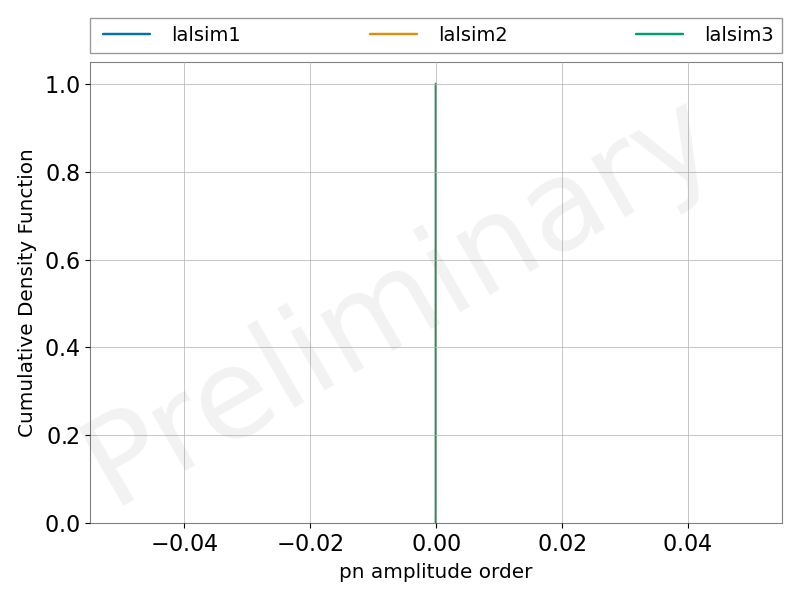 lalsim1 lalsim2 lalsim3
1.0
0.8
0.6
0.4
0.2
0.0
Cumulative Density Function
Preliminary
−0.04 −0.02 0.00 0.02 0.04
pn amplitude order